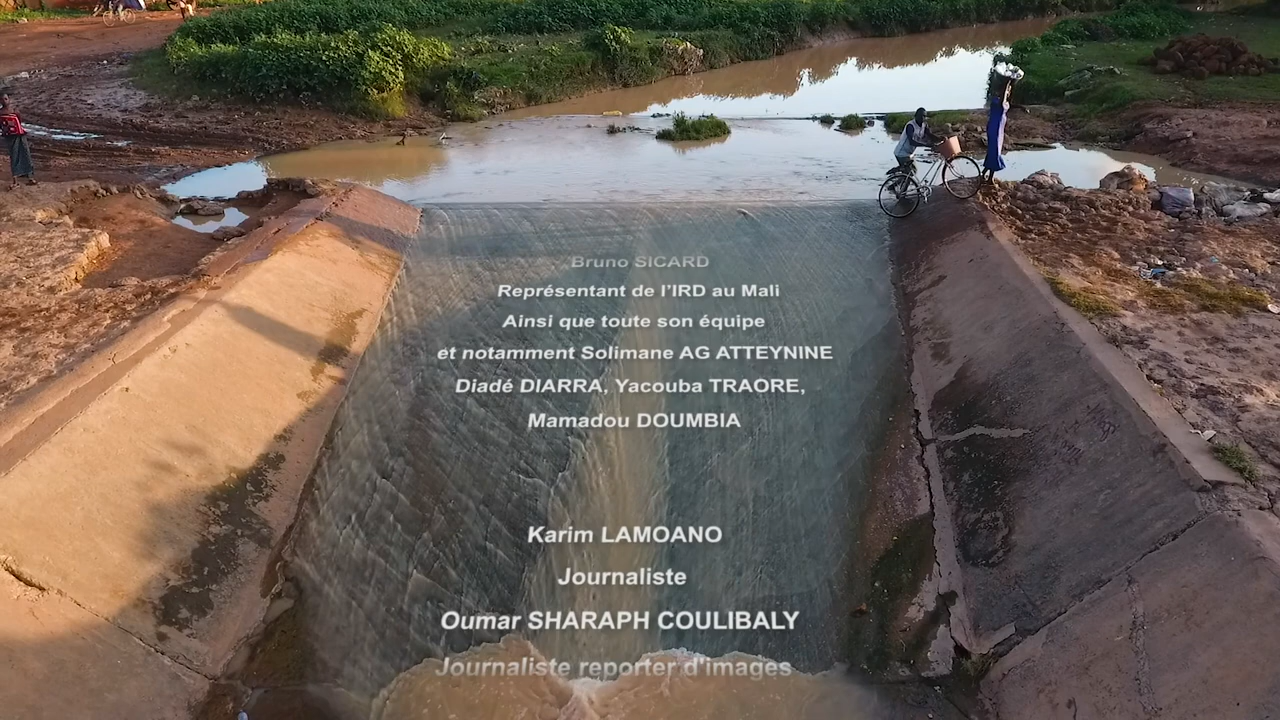 Bruno SICARD
Représentant de l'IRD au Mali
Ainsi que toute son équipe
et notamment Solimane AG ATTEYNINE
Diadé DIARRA, Yacouba TRAORE,
Mamadou DOUMBIA
Karim LAMOANO
Journaliste
Oumar SHARAPH COULIBALY
Journaliste reporter d'images